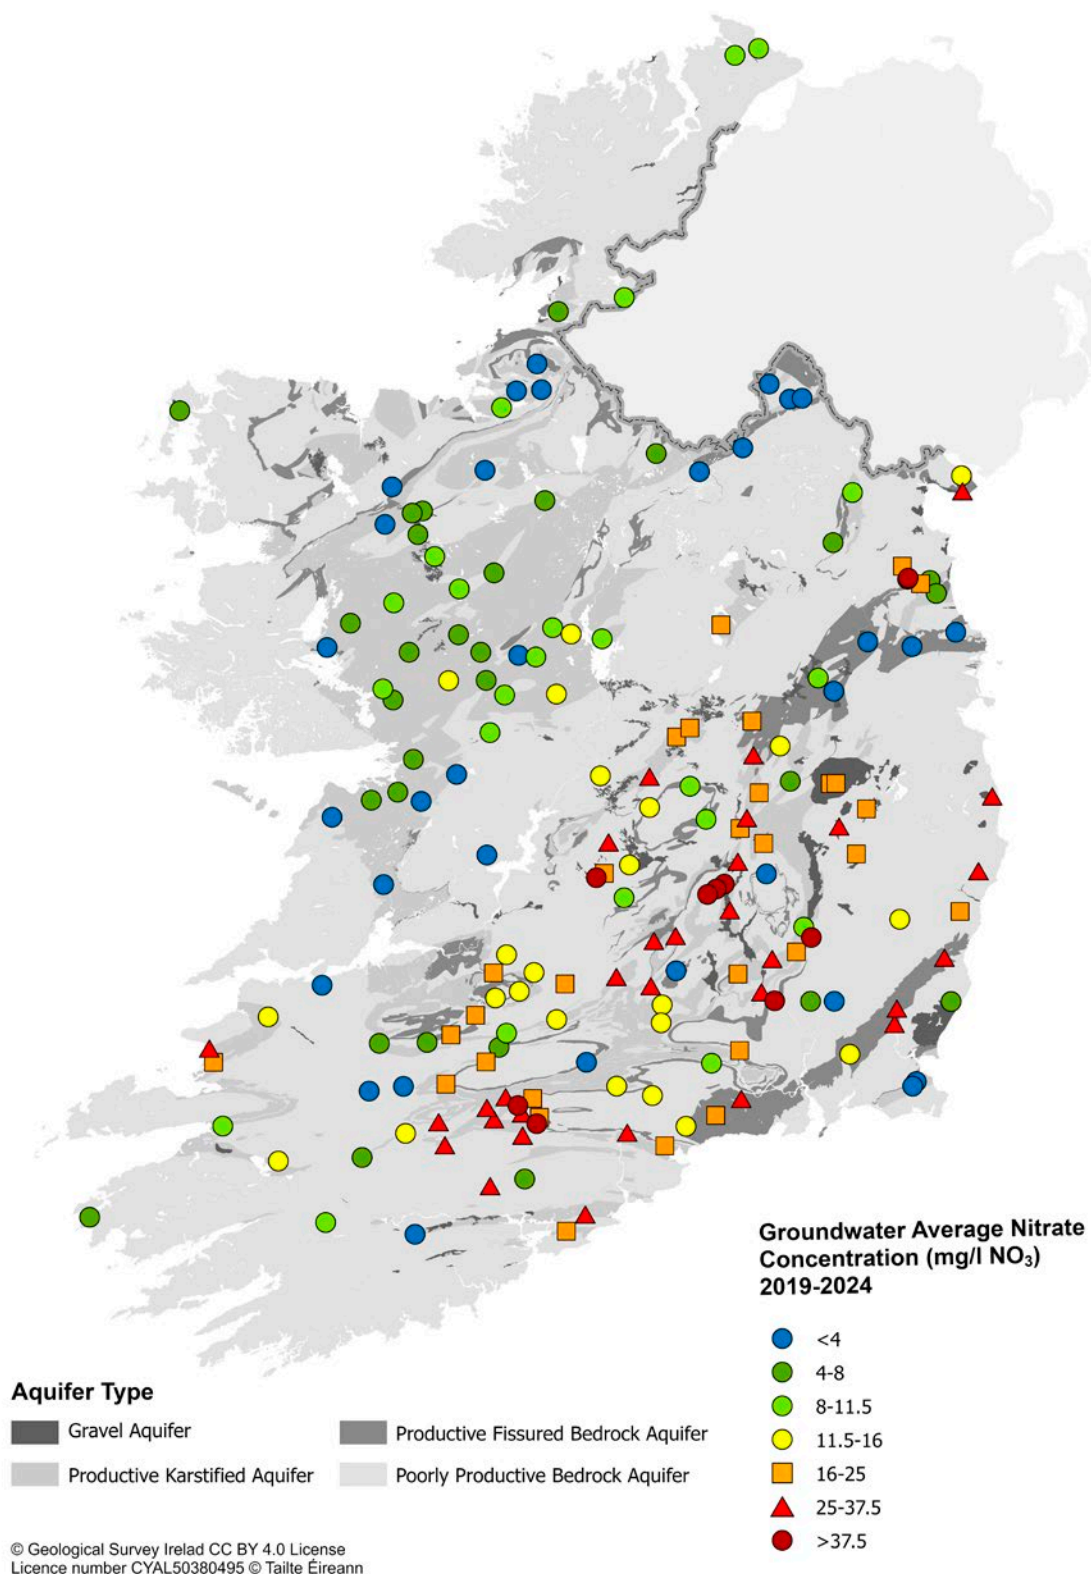 Groundwater Average Nitrate
Concentration (mg/l NO₃)
2019-2024
<4
4-8
8-11.5
11.5-16
16-25
25-37.5
>37.5
Aquifer Type
Gravel Aquifer
Productive Fissured Bedrock Aquifer
Productive Karstified Aquifer
Poorly Productive Bedrock Aquifer
© Geological Survey Irelad CC BY 4.0 License
Licence number CYAL50380495 © Tailte Éireann